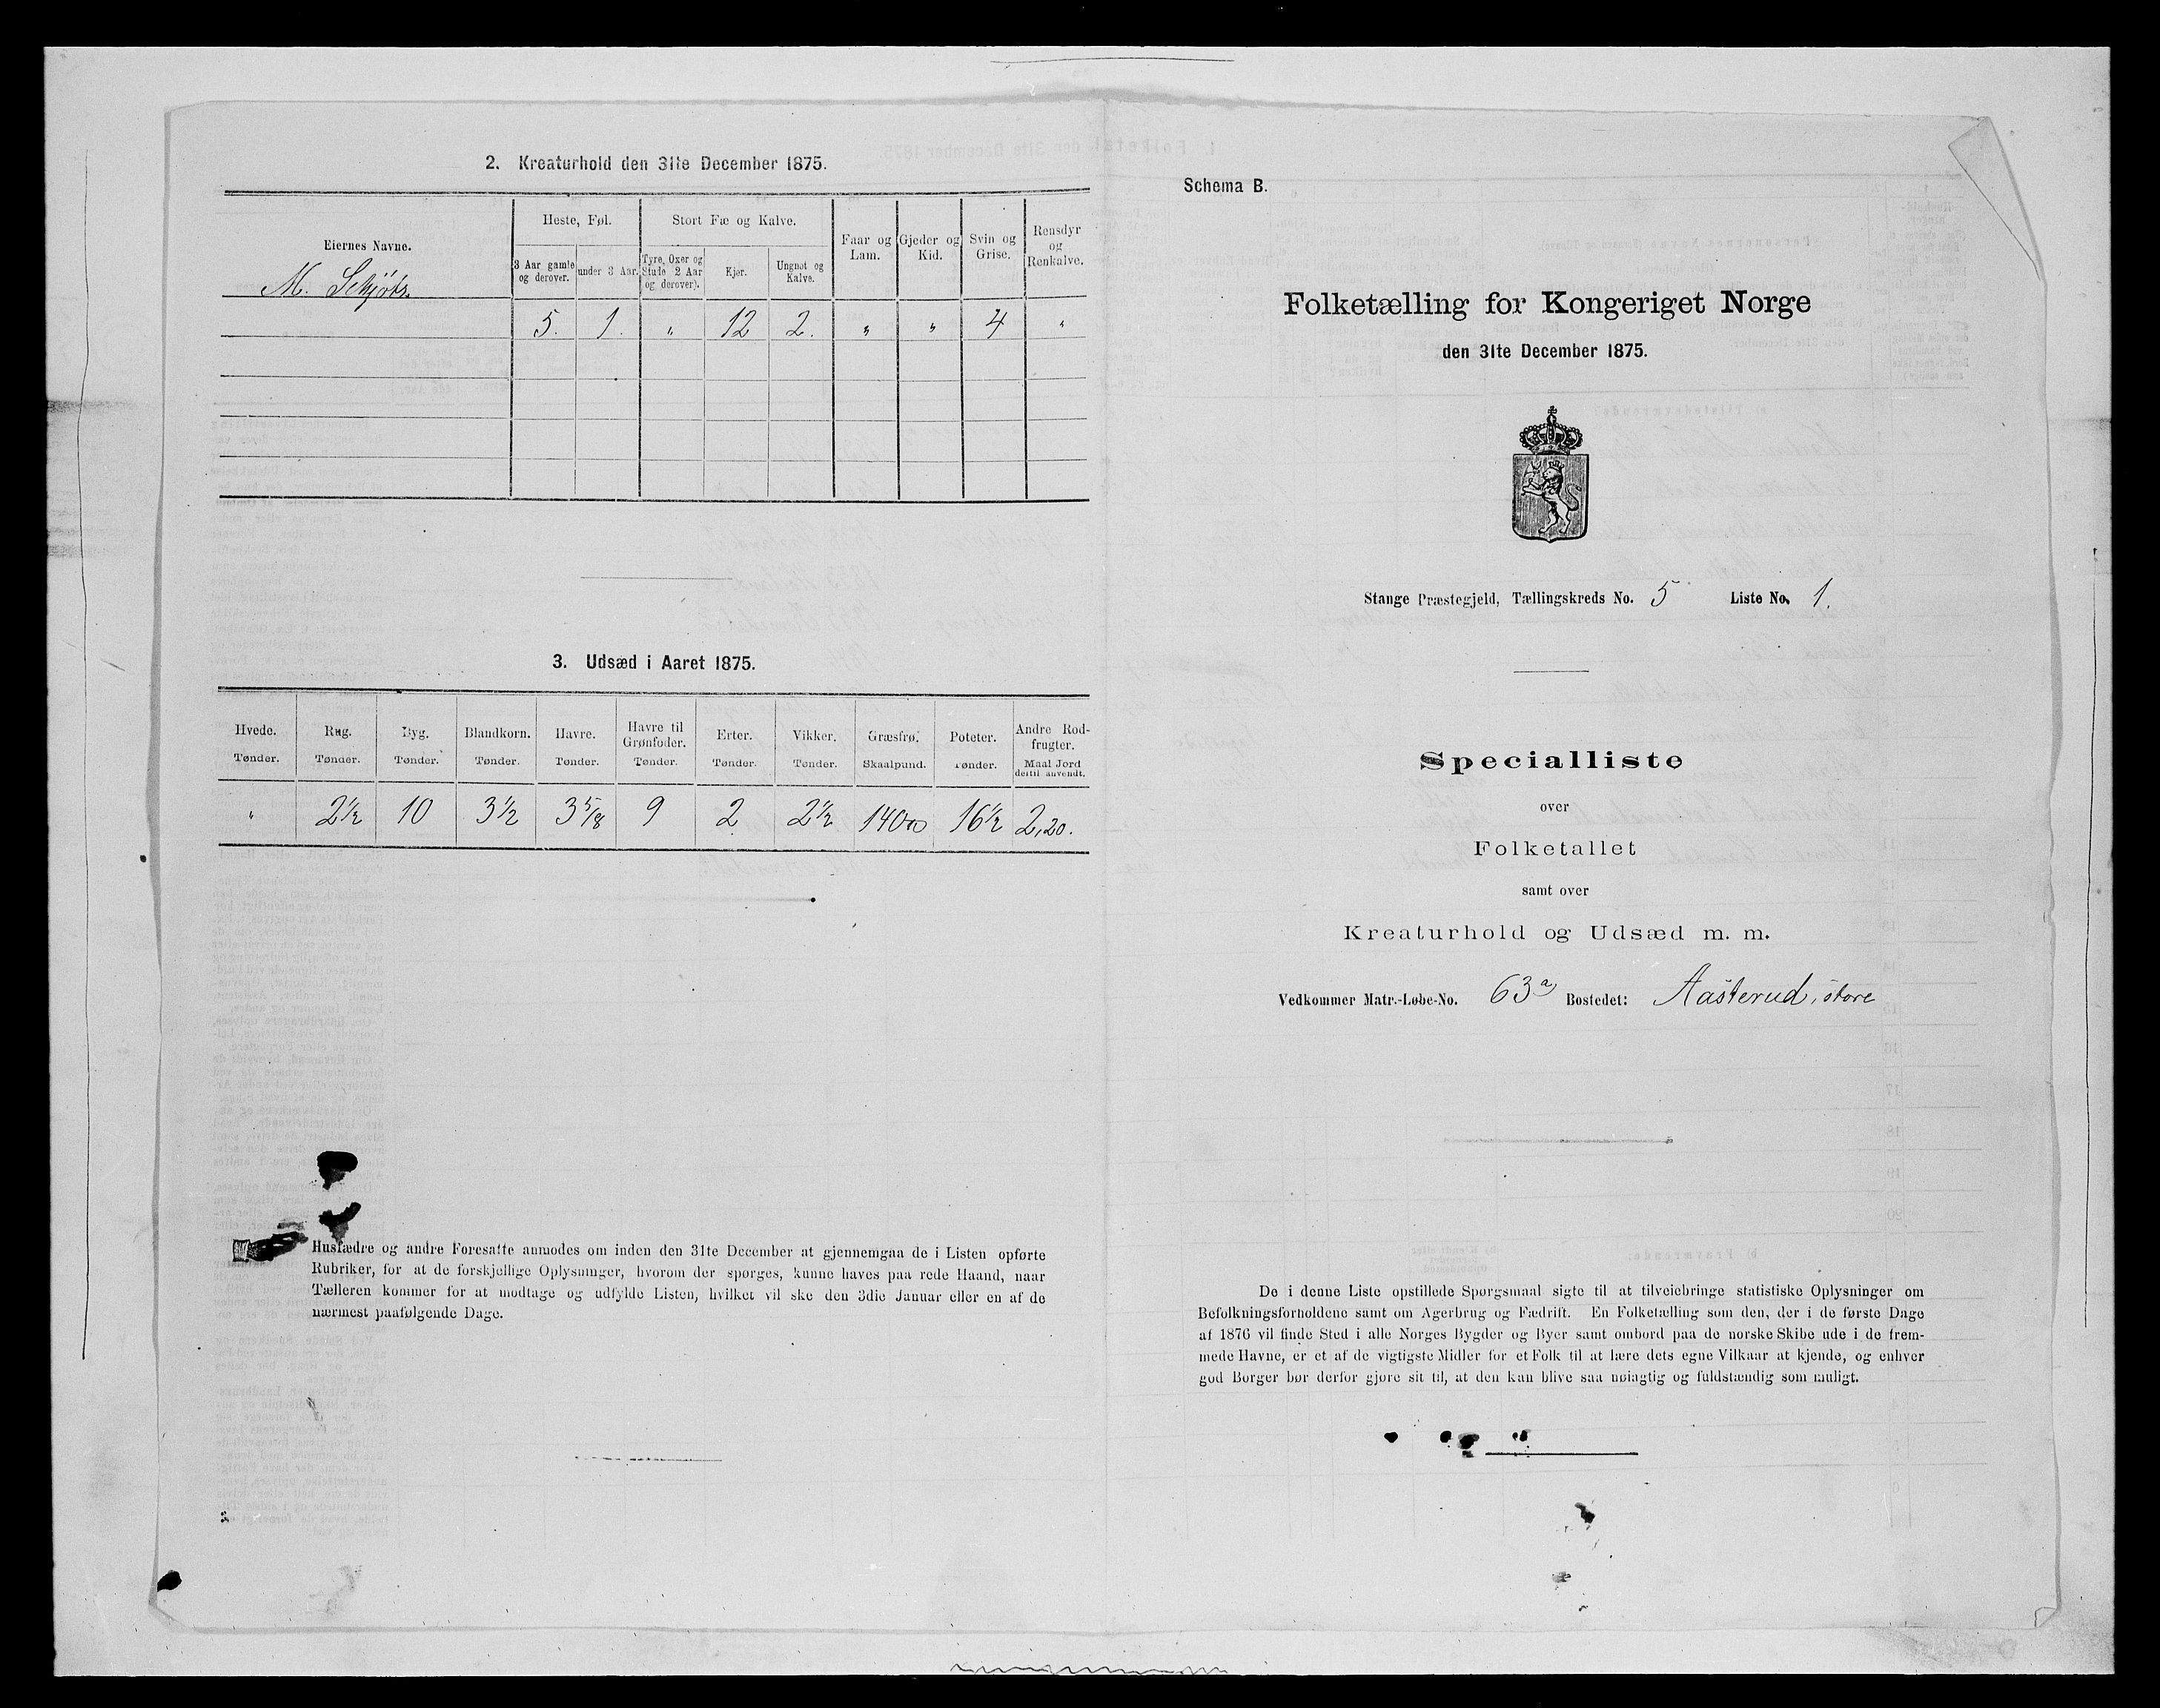 2. Kreaturhold den 31te December 1875.
Eiernes Navne.
Heste, Føl.
Stort Fæ og Kalve.
Faar og Lam.
Gjeder og Kid.
Svin og Grise.
Rensdyr og Renkalve.
3 Aar gamle og derover.
under 3 Aar.
Tyre, Oxer og Stude (2 Aar og derover).
Kjør.
Ungnøt og Kalve.
M. Schjøtz
5. 1. " 12 2. " " 4 "
3. Udsæd i Aaret 1875.
Hvede. Rug. Byg. Blandkorn. Havre. Havre til Grønfoder. Erter. Vikker. Græsfrø. Poteter. Andre Rodfrugter.
Tønder. Tønder. Tønder. Tønder. Tønder. Tønder. Tønder. Tønder. Skaalpund. Tønder. Maal Jord dertil anvendt.
" 2 1/2 10 3 1/2 3 5/8 9 2 2 1/2 140 16 1/2 2,20.
Husfædre og andre Foresatte anmodes om inden den 31te December at gjennemgaa de i Listen opførte
Rubriker, for at de forskjellige Oplysninger, hvorom der spørges, kunne haves paa rede Haand, naar
Tælleren kommer for at modtage og udfylde Listen, hvilket vil ske den 3die Januar eller en af de
nærmest paafølgende Dage.
Schema B.
Folketælling for Kongeriget Norge
den 31te December 1875.
Stange Præstegjeld, Tællingskreds No. 5 Liste No. 1.
Specialliste
over
Folketallet
samt over
Kreaturhold og Udsæd m. m.
Vedkommer Matr.-Løbe-No. 63a Bostedet: Aasterud, store
De i denne Liste opstillede Spørgsmaal sigte til at tilveiebringe statistiske Oplysninger om
Befolkningsforholdene samt om Agerbrug og Fædrift. En Folketælling som den, der i de første Dage
af 1876 vil finde Sted i alle Norges Bygder og Byer samt ombord paa de norske Skibe ude i de frem-
mede Havne, er et af de vigtigste Midler for et Folk til at lære dets egne Vilkaar at kjende, og enhver
god Borger bør derfor gjøre sit til, at den kan blive saa nøiagtig og fuldstændig som muligt.